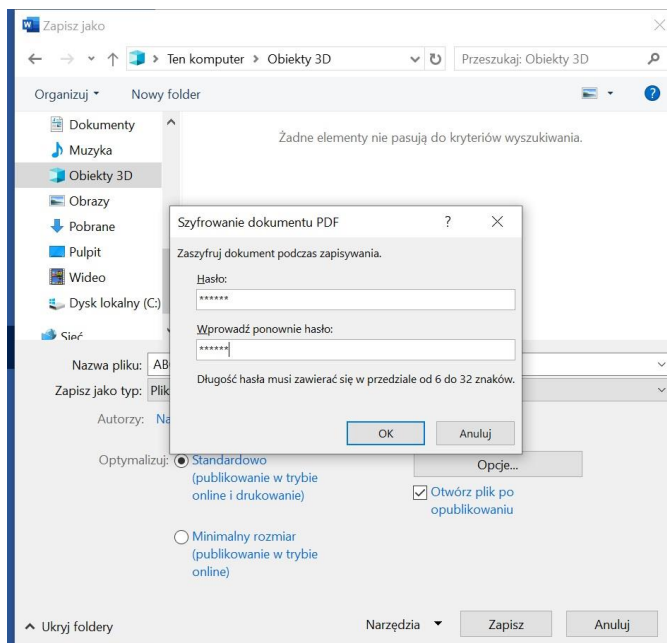 Zapisz jako
Ten komputer > Obiekty 3D
Przeszukaj: Obiekty 3D
Organizuj
Nowy folder
Dokumenty
Muzyka
Obiekty 3D
Obrazy
Pobrane
Pulpit
Wideo
Dysk lokalny (C:)
Sieć
Żadne elementy nie pasują do kryteriów wyszukiwania.
Szyfrowanie dokumentu PDF
?
Zaszyfruj dokument podczas zapisywania.
Hasło:
******
Wprowadź ponownie hasło:
******
Długość hasła musi zawierać się w przedziale od 6 do 32 znaków.
OK
Anuluj
Nazwa pliku:
Zapisz jako typ: Plik
Autorzy:
Optymalizuj:
Standardowo
(publikowanie w trybie
online i drukowanie)
Minimalny rozmiar
(publikowanie w trybie
online)
Opcje...
Otwórz plik po
opublikowaniu
Ukryj foldery
Narzędzia
Zapisz
Anuluj